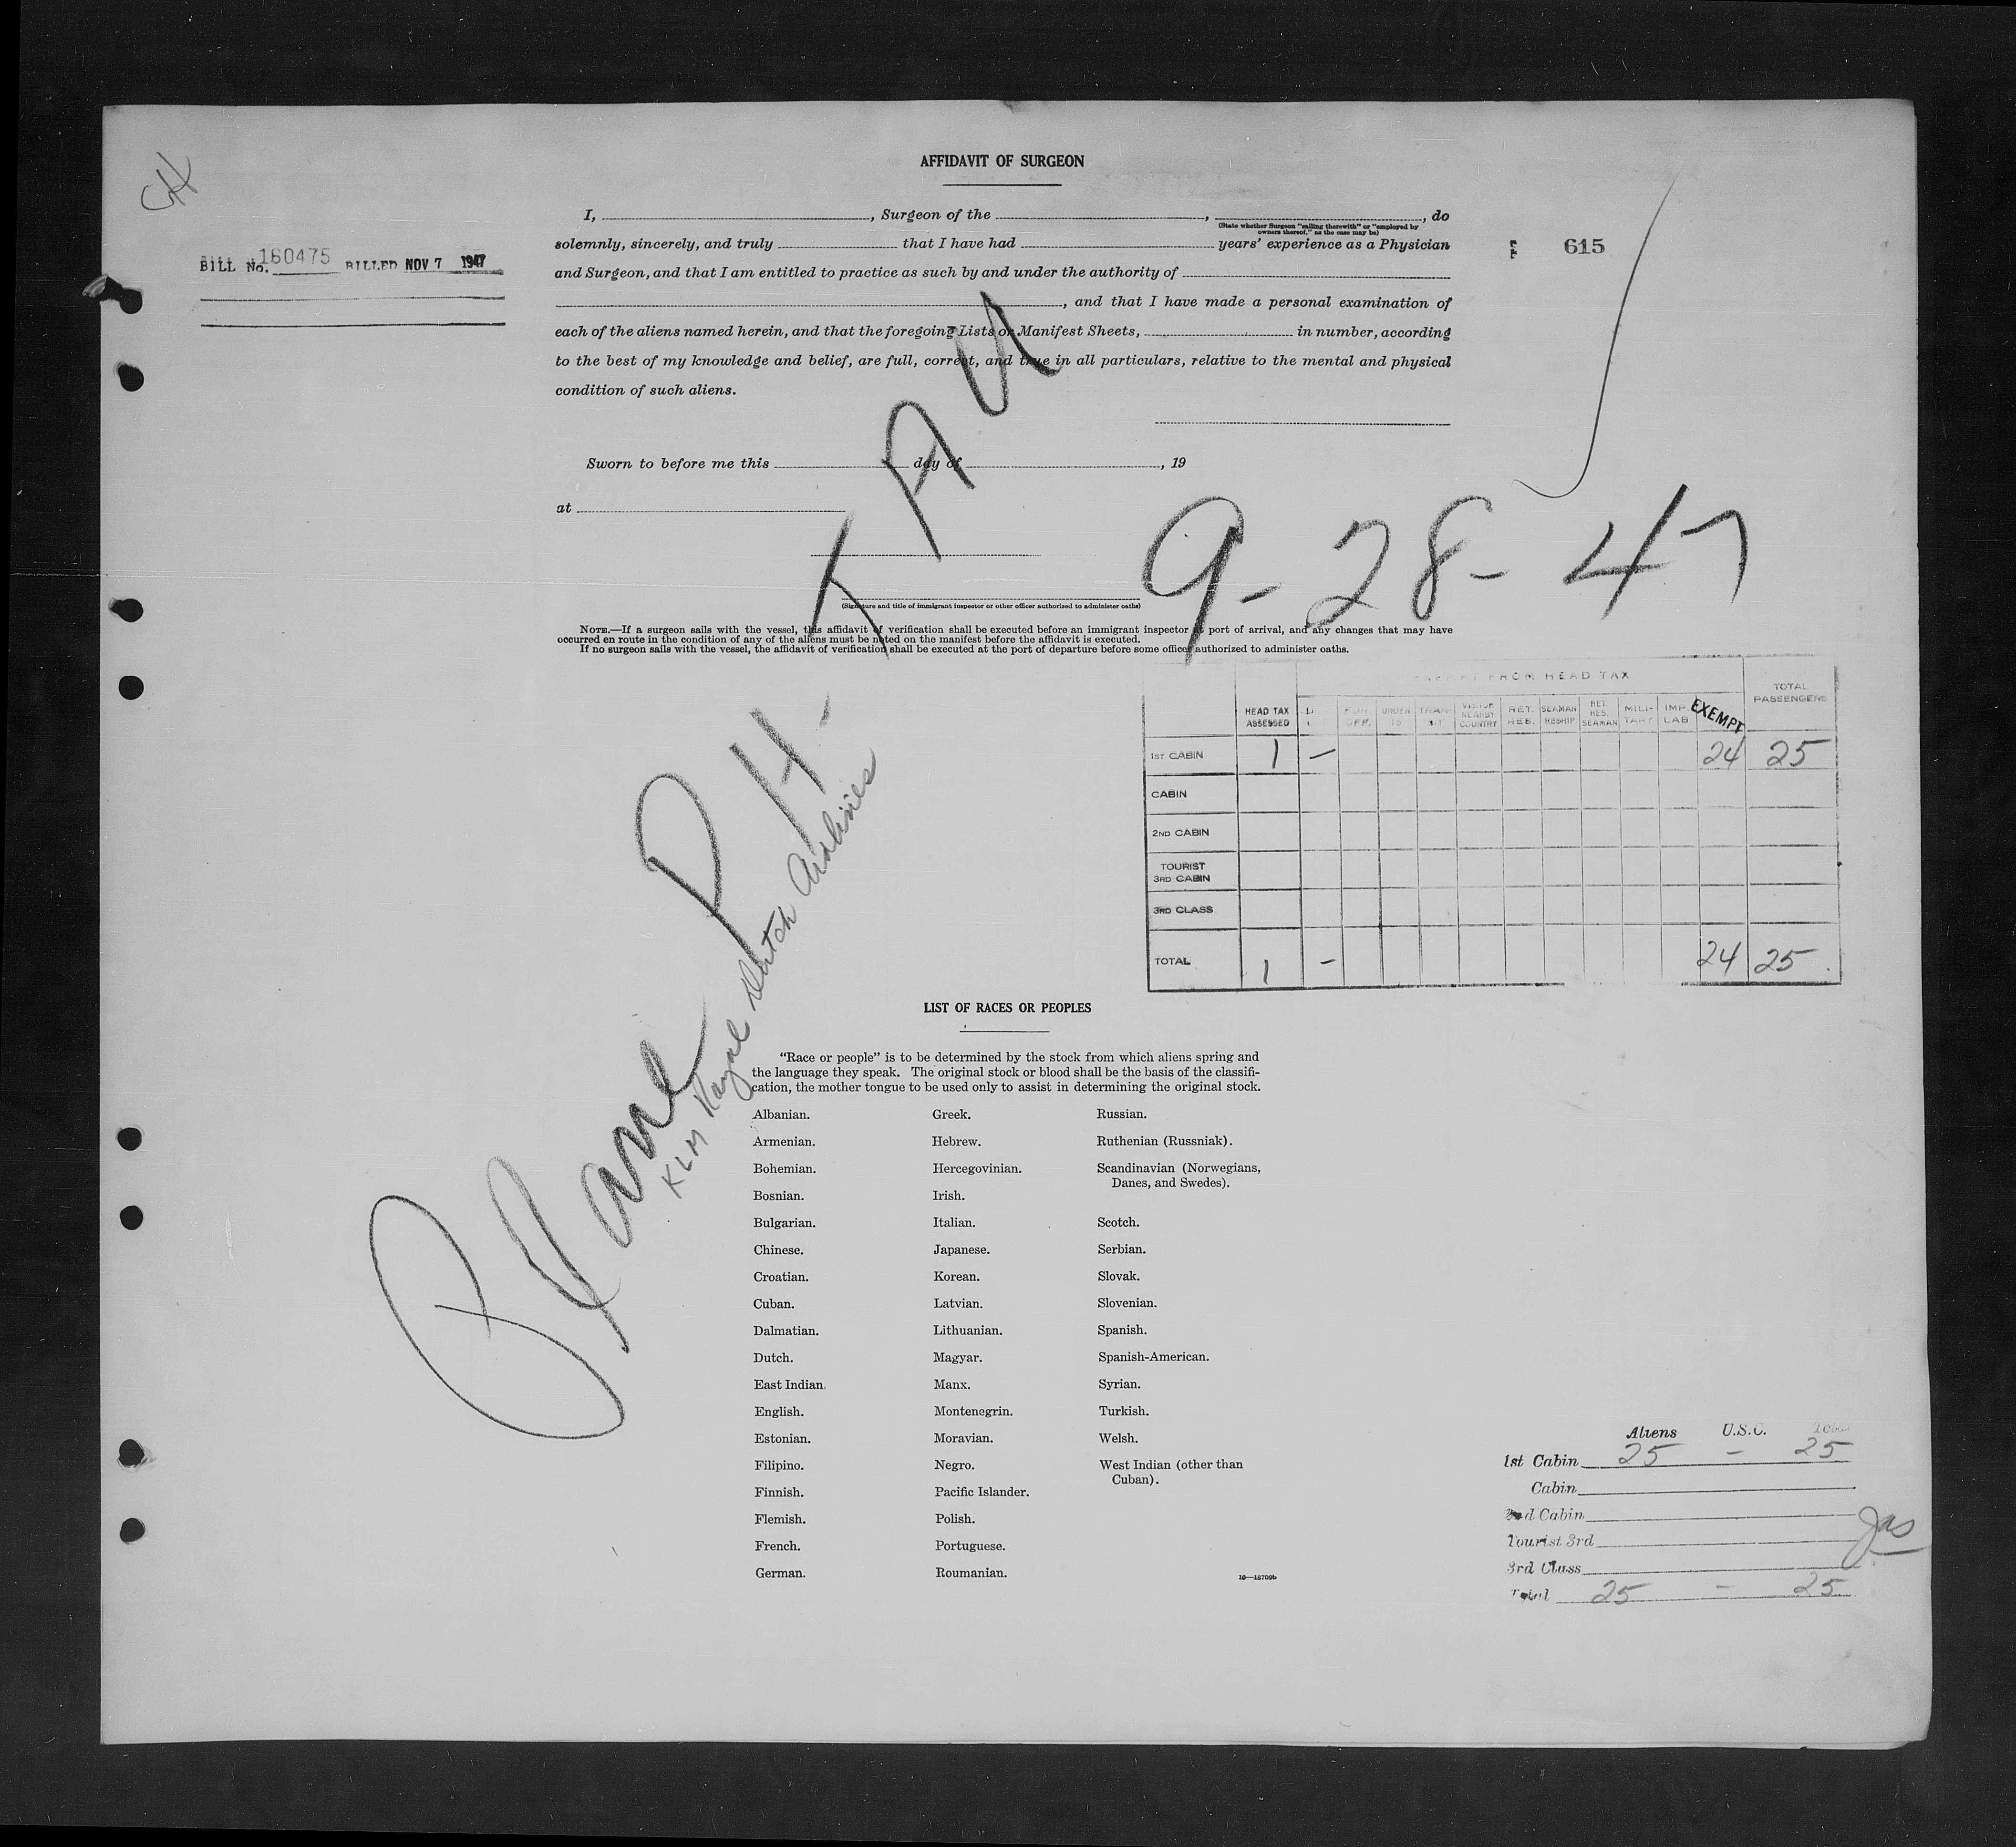 AFFIDAVIT OF SURGEON
I, , Surgeon of the , , do
(State whether Surgeon "sailing therewith" or "employed by
owners thereof," as the case may be)
solemnly, sincerely, and truly that I have had years' experience as a Physician
and Surgeon, and that I am entitled to practice as such by and under the authority of
, and that I have made a personal examination of
each of the aliens named herein, and that the foregoing Lists or Manifest Sheets, in number, according
to the best of my knowledge and belief, are full, correct, and true in all particulars, relative to the mental and physical
condition of such aliens.
BILL No. 160475 BILLED NOV 7 1947
615
Sworn to before me this day of , 19
at
(Signature and title of immigrant inspector or other officer authorized to administer oaths)
NOTE.—If a surgeon sails with the vessel, this affidavit of verification shall be executed before an immigrant inspector at port of arrival, and any changes that may have
occurred en route in the condition of any of the aliens must be noted on the manifest before the affidavit is executed.
If no surgeon sails with the vessel, the affidavit of verification shall be executed at the port of departure before some officer authorized to administer oaths.
9-28-47
Plane PH-TAU
KLM Royal Dutch Airlines
FROM HEAD TAX
HEAD TAX ASSESSED UNDER 16 VISITOR NEARBY COUNTRY RET. RES. SEAMAN RESHIP RET. RES. SEAMAN MILITARY IMP LAB EXEMPT TOTAL PASSENGERS
1ST CABIN 1 — 24 25
CABIN
2ND CABIN
TOURIST
3RD CABIN
3RD CLASS
TOTAL 1 — 24 25
LIST OF RACES OR PEOPLES
"Race or people" is to be determined by the stock from which aliens spring and
the language they speak. The original stock or blood shall be the basis of the classifi-
cation, the mother tongue to be used only to assist in determining the original stock.
Albanian. Greek. Russian.
Armenian. Hebrew. Ruthenian (Russniak).
Bohemian. Hercegovinian. Scandinavian (Norwegians,
Danes, and Swedes).
Bosnian. Irish.
Bulgarian. Italian. Scotch.
Chinese. Japanese. Serbian.
Croatian. Korean. Slovak.
Cuban. Latvian. Slovenian.
Dalmatian. Lithuanian. Spanish.
Dutch. Magyar. Spanish-American.
East Indian. Manx. Syrian.
English. Montenegrin. Turkish.
Estonian. Moravian. Welsh.
Filipino. Negro. West Indian (other than
Cuban).
Finnish. Pacific Islander.
Flemish. Polish.
French. Portuguese.
German. Roumanian.
16—18709b
Aliens U.S.C. Total
1st Cabin 25 — 25
Cabin
2nd Cabin
Tourist 3rd
3rd Class
Total 25 — 25